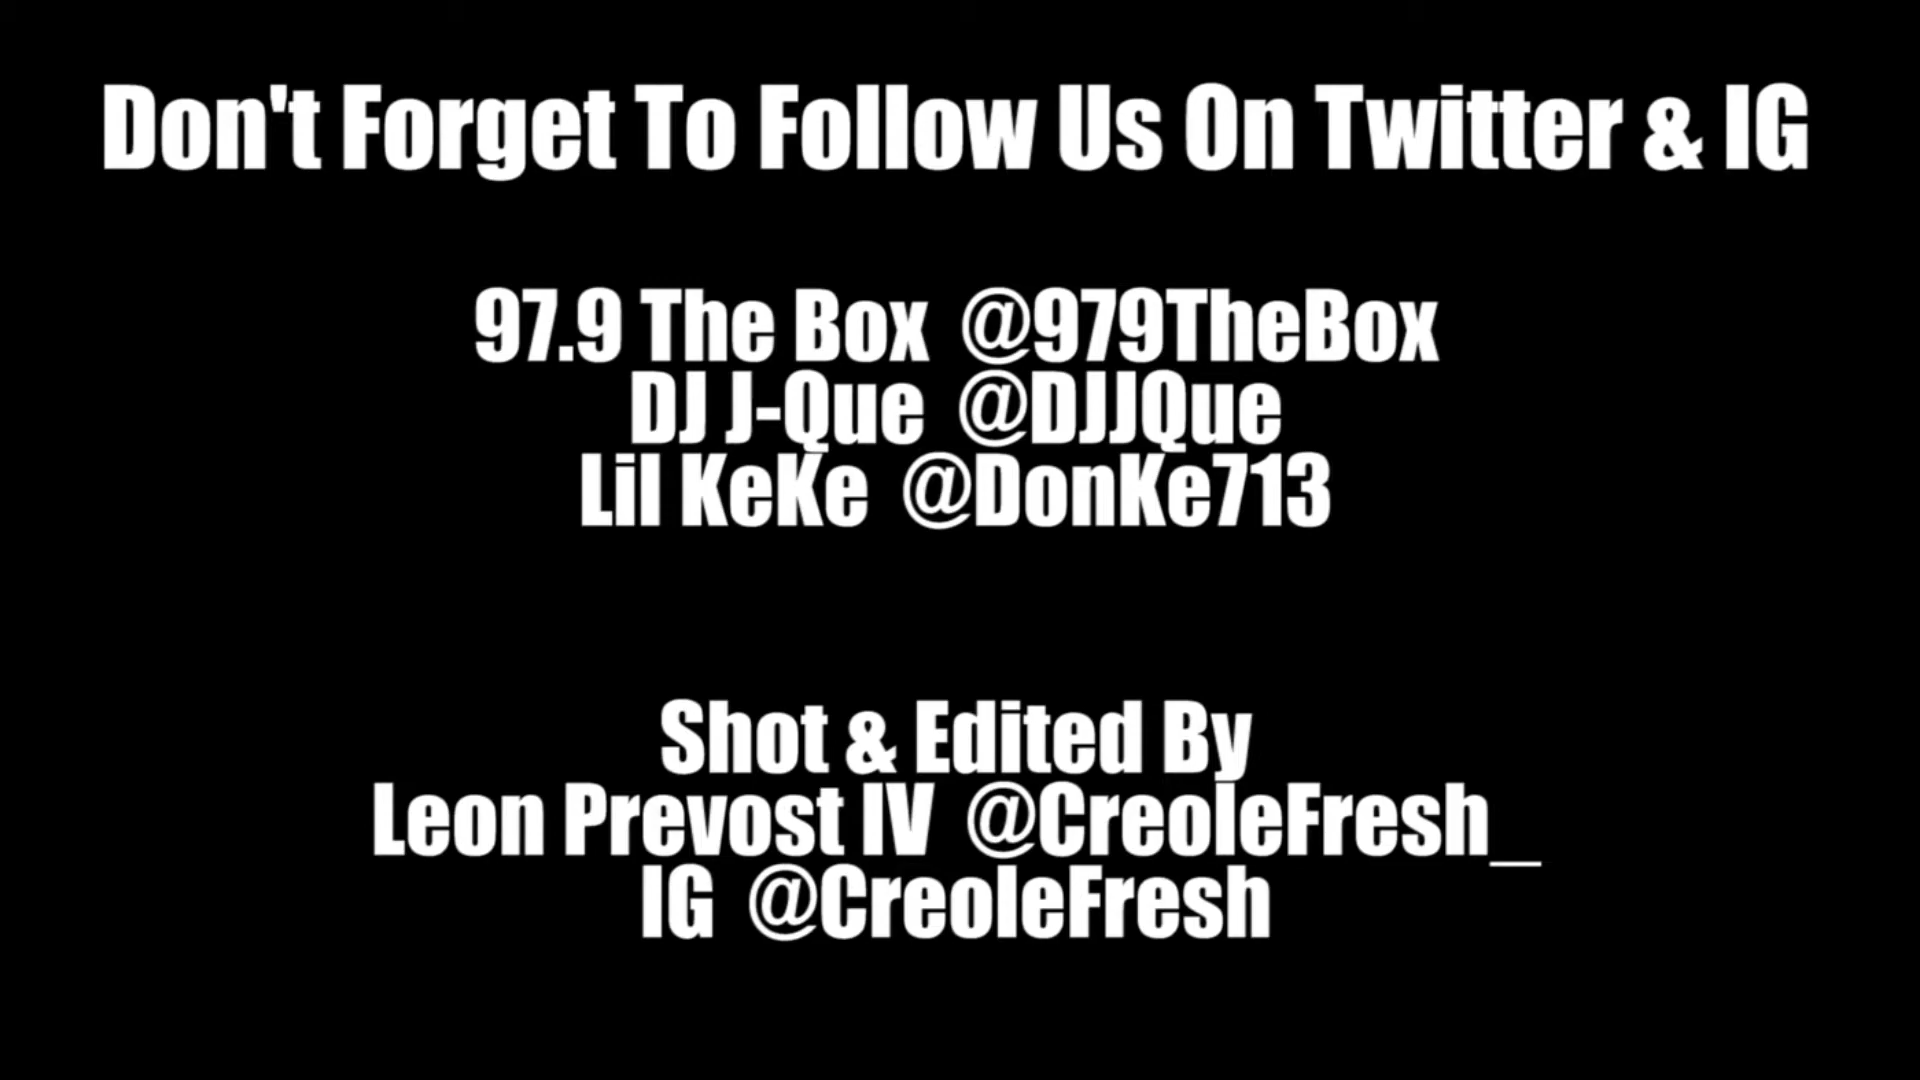 Don't Forget To Follow Us On Twitter & IG
97.9 The Box @979TheBox
DJ J-Que @DJJQue
Lil KeKe @DonKe713
Shot & Edited By
Leon Prevost IV @CreoleFresh_
IG @CreoleFresh